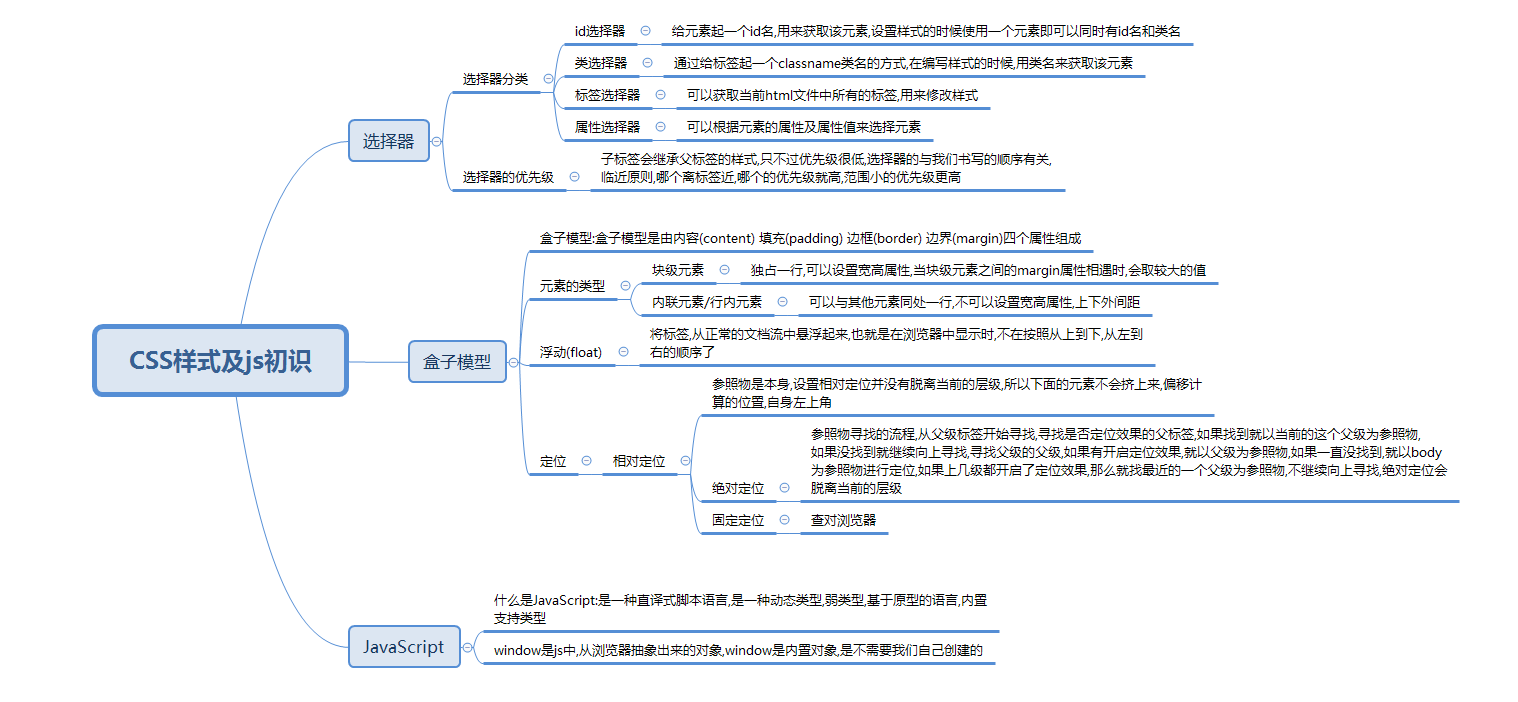 CSS样式及js初识
选择器
选择器分类
id选择器
给元素起一个id名,用来获取该元素,设置样式的时候使用一个元素即可以同时有id名和类名
类选择器
通过给标签起一个classname类名的方式,在编写样式的时候,用类名来获取该元素
标签选择器
可以获取当前html文件中所有的标签,用来修改样式
属性选择器
可以根据元素的属性及属性值来选择元素
选择器的优先级
子标签会继承父标签的样式,只不过优先级很低,选择器的与我们书写的顺序有关,
临近原则,哪个离标签近,哪个的优先级就高,范围小的优先级更高
盒子模型
盒子模型:盒子模型是由内容(content) 填充(padding) 边框(border) 边界(margin)四个属性组成
元素的类型
块级元素
独占一行,可以设置宽高属性,当块级元素之间的margin属性相遇时,会取较大的值
内联元素/行内元素
可以与其他元素同处一行,不可以设置宽高属性,上下外间距
浮动(float)
将标签,从正常的文档流中悬浮起来,也就是在浏览器中显示时,不在按照从上到下,从左到
右的顺序了
定位
相对定位
参照物是本身,设置相对定位并没有脱离当前的层级,所以下面的元素不会挤上来,偏移计
算的位置,自身左上角
绝对定位
参照物寻找的流程,从父级标签开始寻找,寻找是否定位效果的父标签,如果找到就以当前的这个父级为参照物,
如果没找到就继续向上寻找,寻找父级的父级,如果有开启定位效果,就以父级为参照物,如果一直没找到,就以body
为参照物进行定位,如果上几级都开启了定位效果,那么就找最近的一个父级为参照物,不继续向上寻找,绝对定位会
脱离当前的层级
固定定位
查对浏览器
JavaScript
什么是JavaScript:是一种直译式脚本语言,是一种动态类型,弱类型,基于原型的语言,内置
支持类型
window是js中,从浏览器抽象出来的对象,window是内置对象,是不需要我们自己创建的